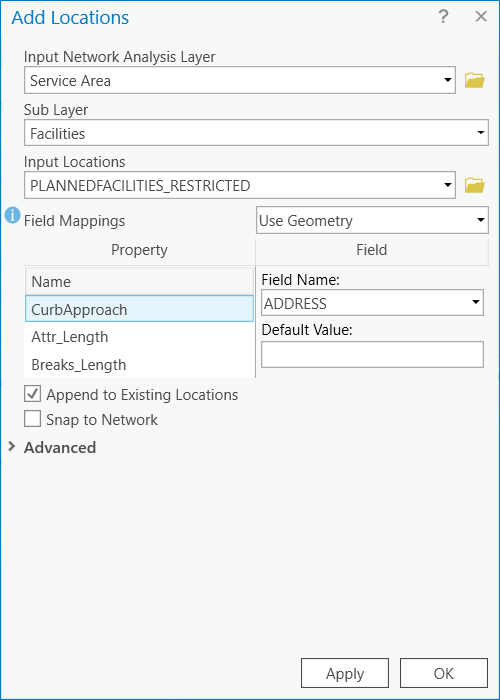 Add Locations ? ×
Input Network Analysis Layer
Service Area
Sub Layer
Facilities
Input Locations
PLANNEDFACILITIES_RESTRICTED
i Field Mappings Use Geometry
Property Field
Name Field Name:
CurbApproach ADDRESS
Attr_Length Default Value:
Breaks_Length
Append to Existing Locations
Snap to Network
Advanced
Apply OK